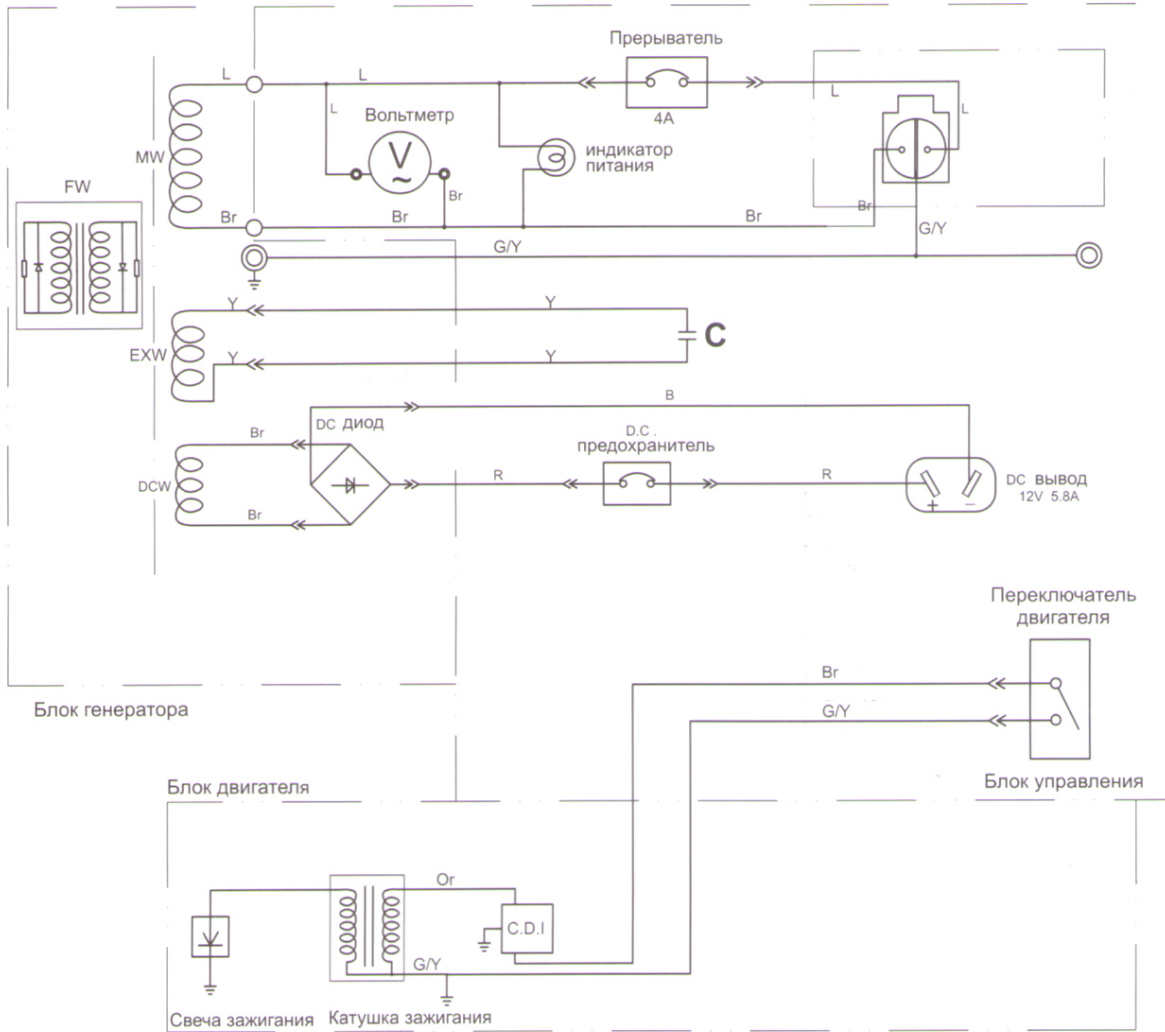 Прерыватель
L
L
L
L
L
4A
Вольтметр
V
~
индикатор
питания
MW
FW
Br
Br
Br
Br
Br
G/Y
G/Y
Y
Y
C
EXW
Y
Y
B
DC диод
D.C.
предохранитель
Br
R
R
DCW
DC вывод
12V 5.8A
+
−
Br
Переключатель
двигателя
Br
G/Y
Блок генератора
Блок управления
Блок двигателя
Or
C.D.I
G/Y
Свеча зажигания
Катушка зажигания